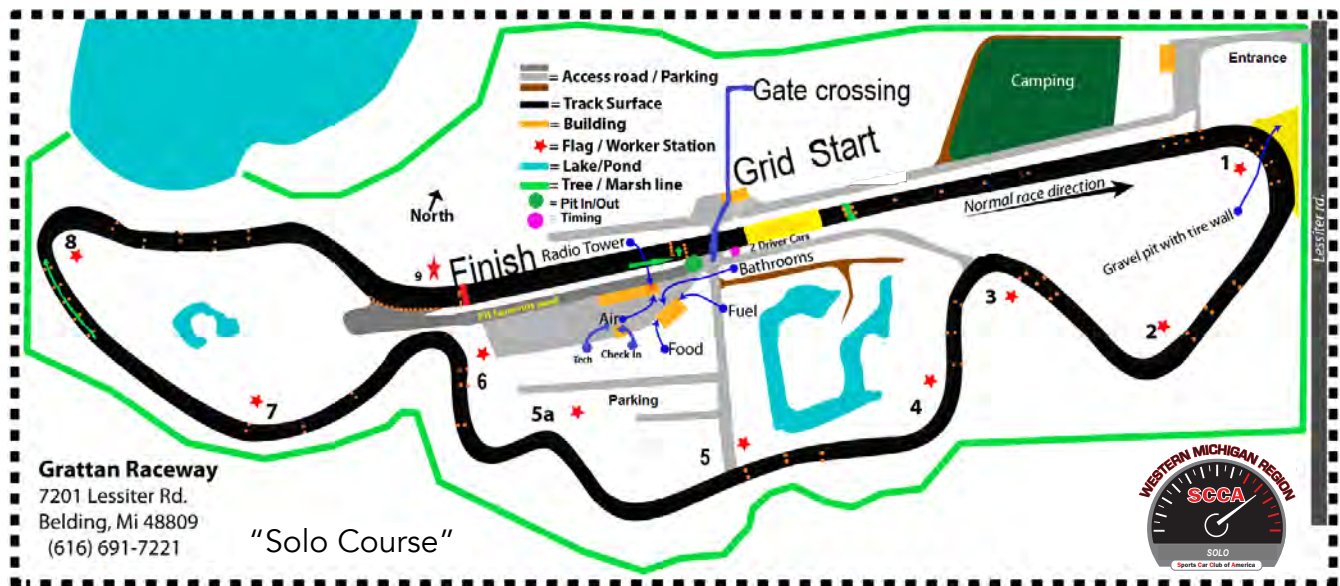 = Access road / Parking
= Track Surface
= Building
= Flag / Worker Station
= Lake/Pond
= Tree / Marsh line
= Pit In/Out
= Timing
Gate crossing
Camping
Entrance
Grid Start
North
Normal race direction
1
Lessiter rd.
8
9
Finish
Radio Tower
2 Driver Cars
Bathrooms
Gravel pit with tire wall
3
2
Air
Fuel
Tech
Check In
Food
6
5a
Parking
4
7
5
Grattan Raceway
7201 Lessiter Rd.
Belding, Mi 48809
(616) 691-7221
"Solo Course"
WESTERN MICHIGAN REGION
SCCA
SOLO
Sports Car Club of America